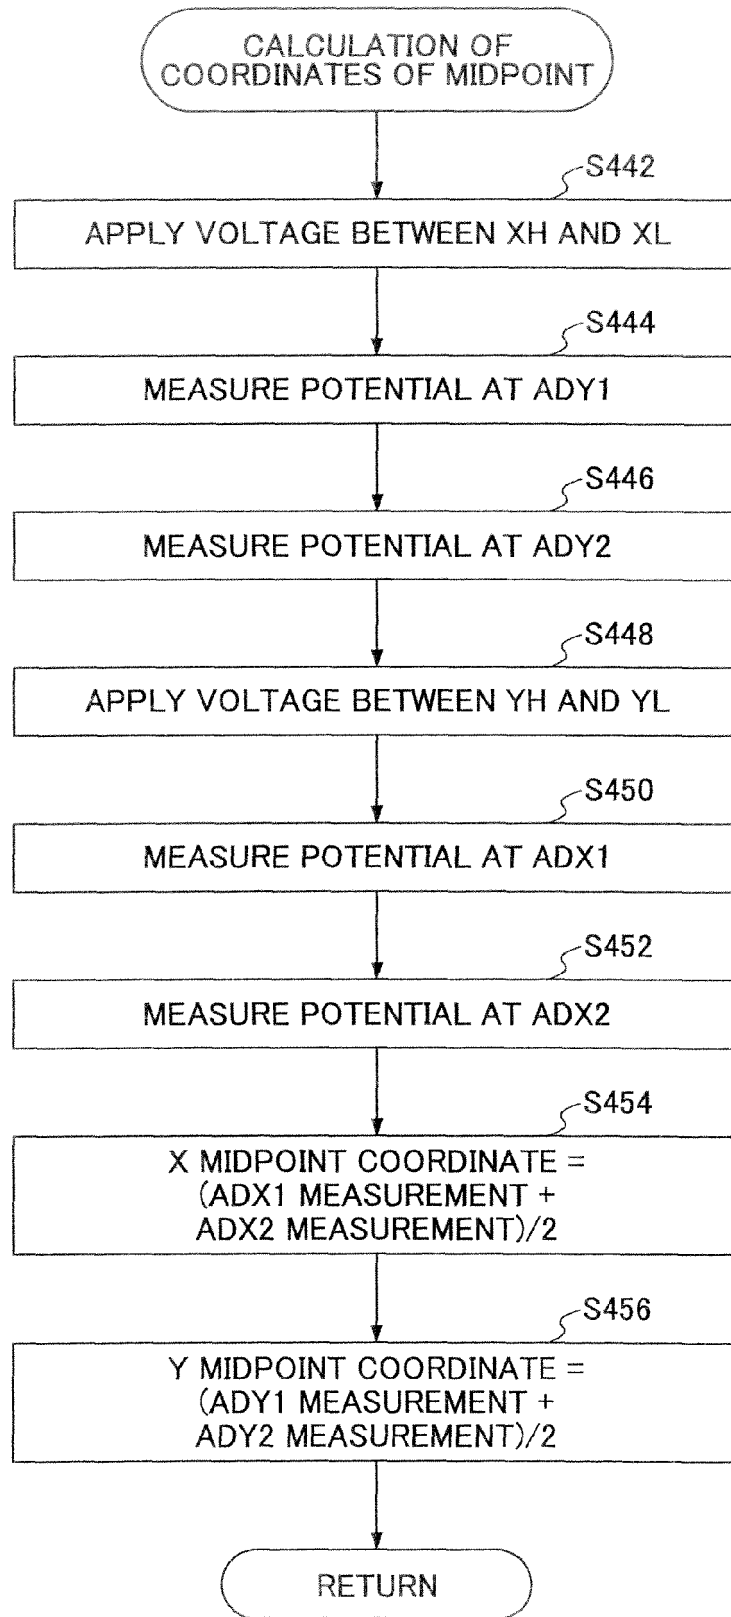 CALCULATION OF
COORDINATES OF MIDPOINT
S442
APPLY VOLTAGE BETWEEN XH AND XL
S444
MEASURE POTENTIAL AT ADY1
S446
MEASURE POTENTIAL AT ADY2
S448
APPLY VOLTAGE BETWEEN YH AND YL
S450
MEASURE POTENTIAL AT ADX1
S452
MEASURE POTENTIAL AT ADX2
S454
X MIDPOINT COORDINATE =
(ADX1 MEASUREMENT +
ADX2 MEASUREMENT)/2
S456
Y MIDPOINT COORDINATE =
(ADY1 MEASUREMENT +
ADY2 MEASUREMENT)/2
RETURN